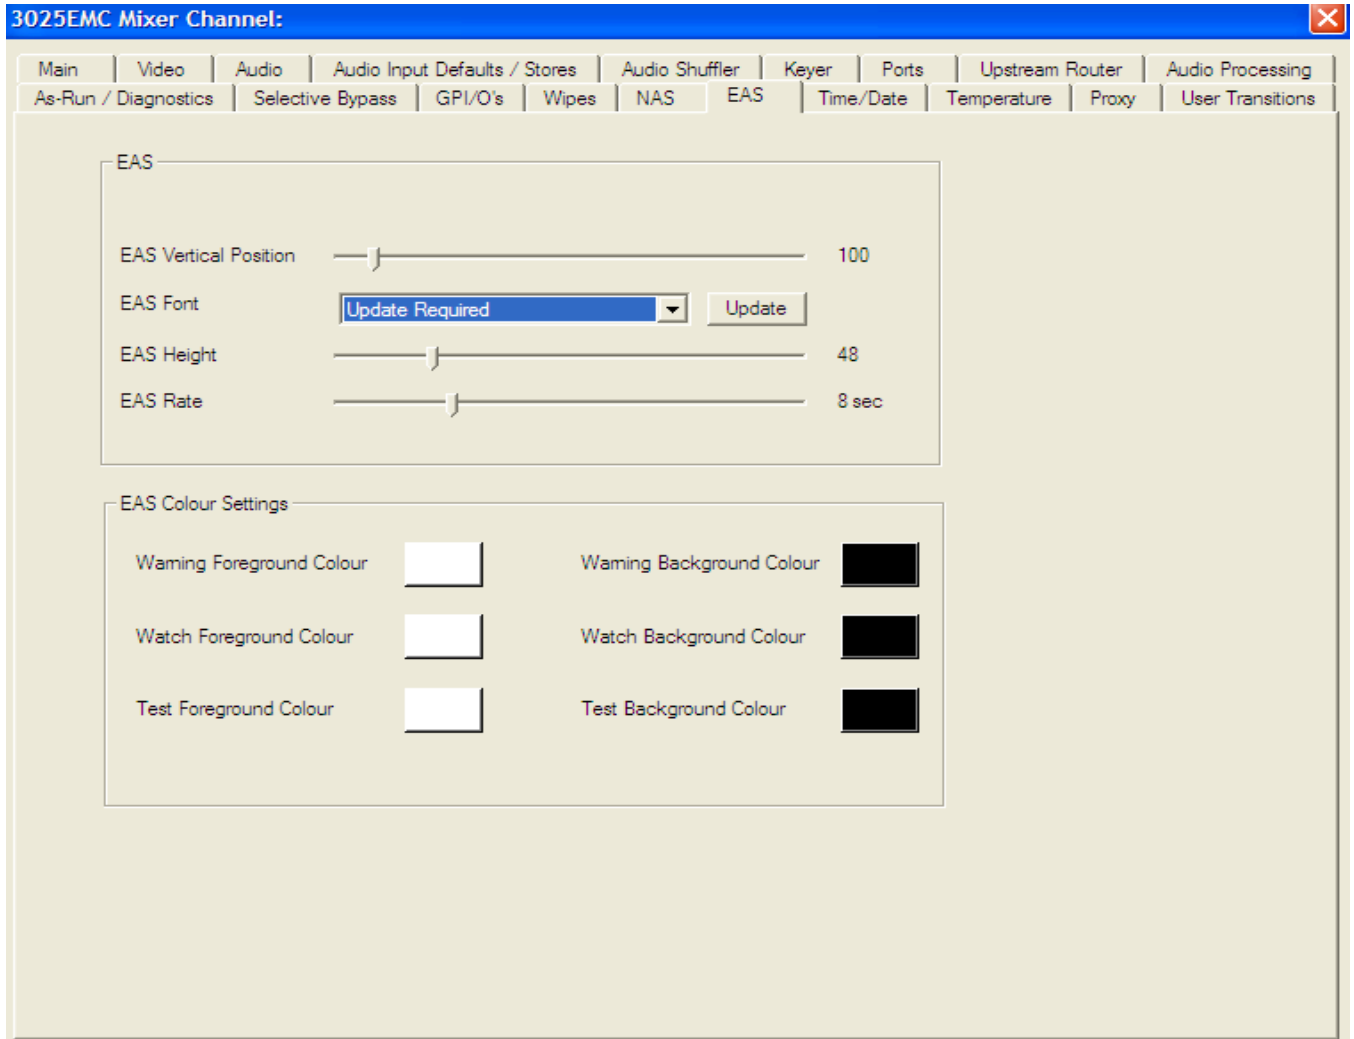 3025EMC Mixer Channel:
Main Video Audio Audio Input Defaults / Stores Audio Shuffler Keyer Ports Upstream Router Audio Processing
As-Run / Diagnostics Selective Bypass GPI/O's Wipes NAS EAS Time/Date Temperature Proxy User Transitions
EAS
EAS Vertical Position 100
EAS Font Update Required Update
EAS Height 48
EAS Rate 8 sec
EAS Colour Settings
Warning Foreground Colour Warning Background Colour
Watch Foreground Colour Watch Background Colour
Test Foreground Colour Test Background Colour